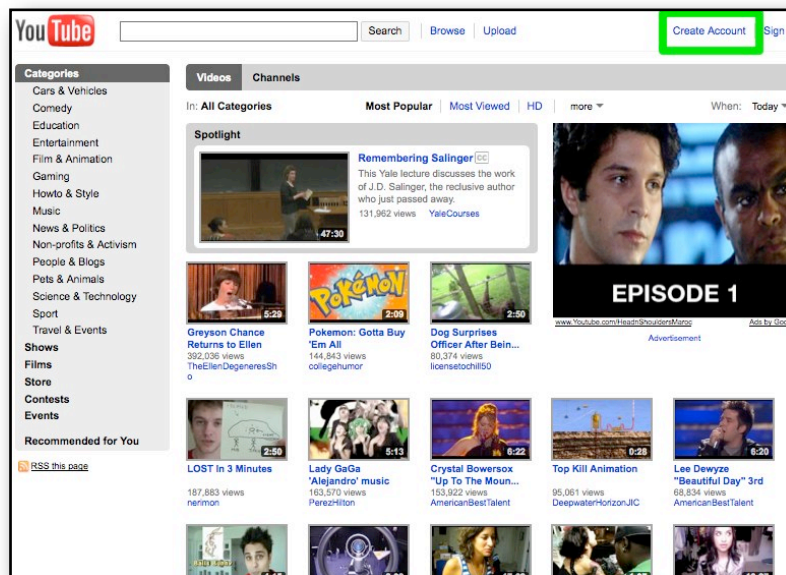 You Tube
Search
Browse
Upload
Create Account
Sign
Categories
Cars & Vehicles
Comedy
Education
Entertainment
Film & Animation
Gaming
Howto & Style
Music
News & Politics
Non-profits & Activism
People & Blogs
Pets & Animals
Science & Technology
Sport
Travel & Events
Shows
Films
Store
Contests
Events
Recommended for You
RSS this page
Videos
Channels
In: All Categories
Most Popular
Most Viewed
HD
more
When: Today
Spotlight
47:30
Remembering Salinger CC
This Yale lecture discusses the work
of J.D. Salinger, the reclusive author
who just passed away.
131,962 views YaleCourses
EPISODE 1
www.Youtube.com/HeadnShouldersMaroc
Ads by Goo
Advertisement
5:29
Greyson Chance
Returns to Ellen
392,036 views
TheEllenDegeneresSh
o
POKéMON
2:09
Pokemon: Gotta Buy
'Em All
144,843 views
collegehumor
2:50
Dog Surprises
Officer After Bein...
80,374 views
licensetochill50
2:50
LOST In 3 Minutes
187,883 views
nerimon
5:13
Lady GaGa
'Alejandro' music
163,570 views
PerezHilton
6:22
Crystal Bowersox
"Up To The Moun...
153,922 views
AmericanBestTalent
0:28
Top Kill Animation
95,061 views
DeepwaterHorizonJIC
6:20
Lee Dewyze
"Beautiful Day" 3rd
68,834 views
AmericanBestTalent